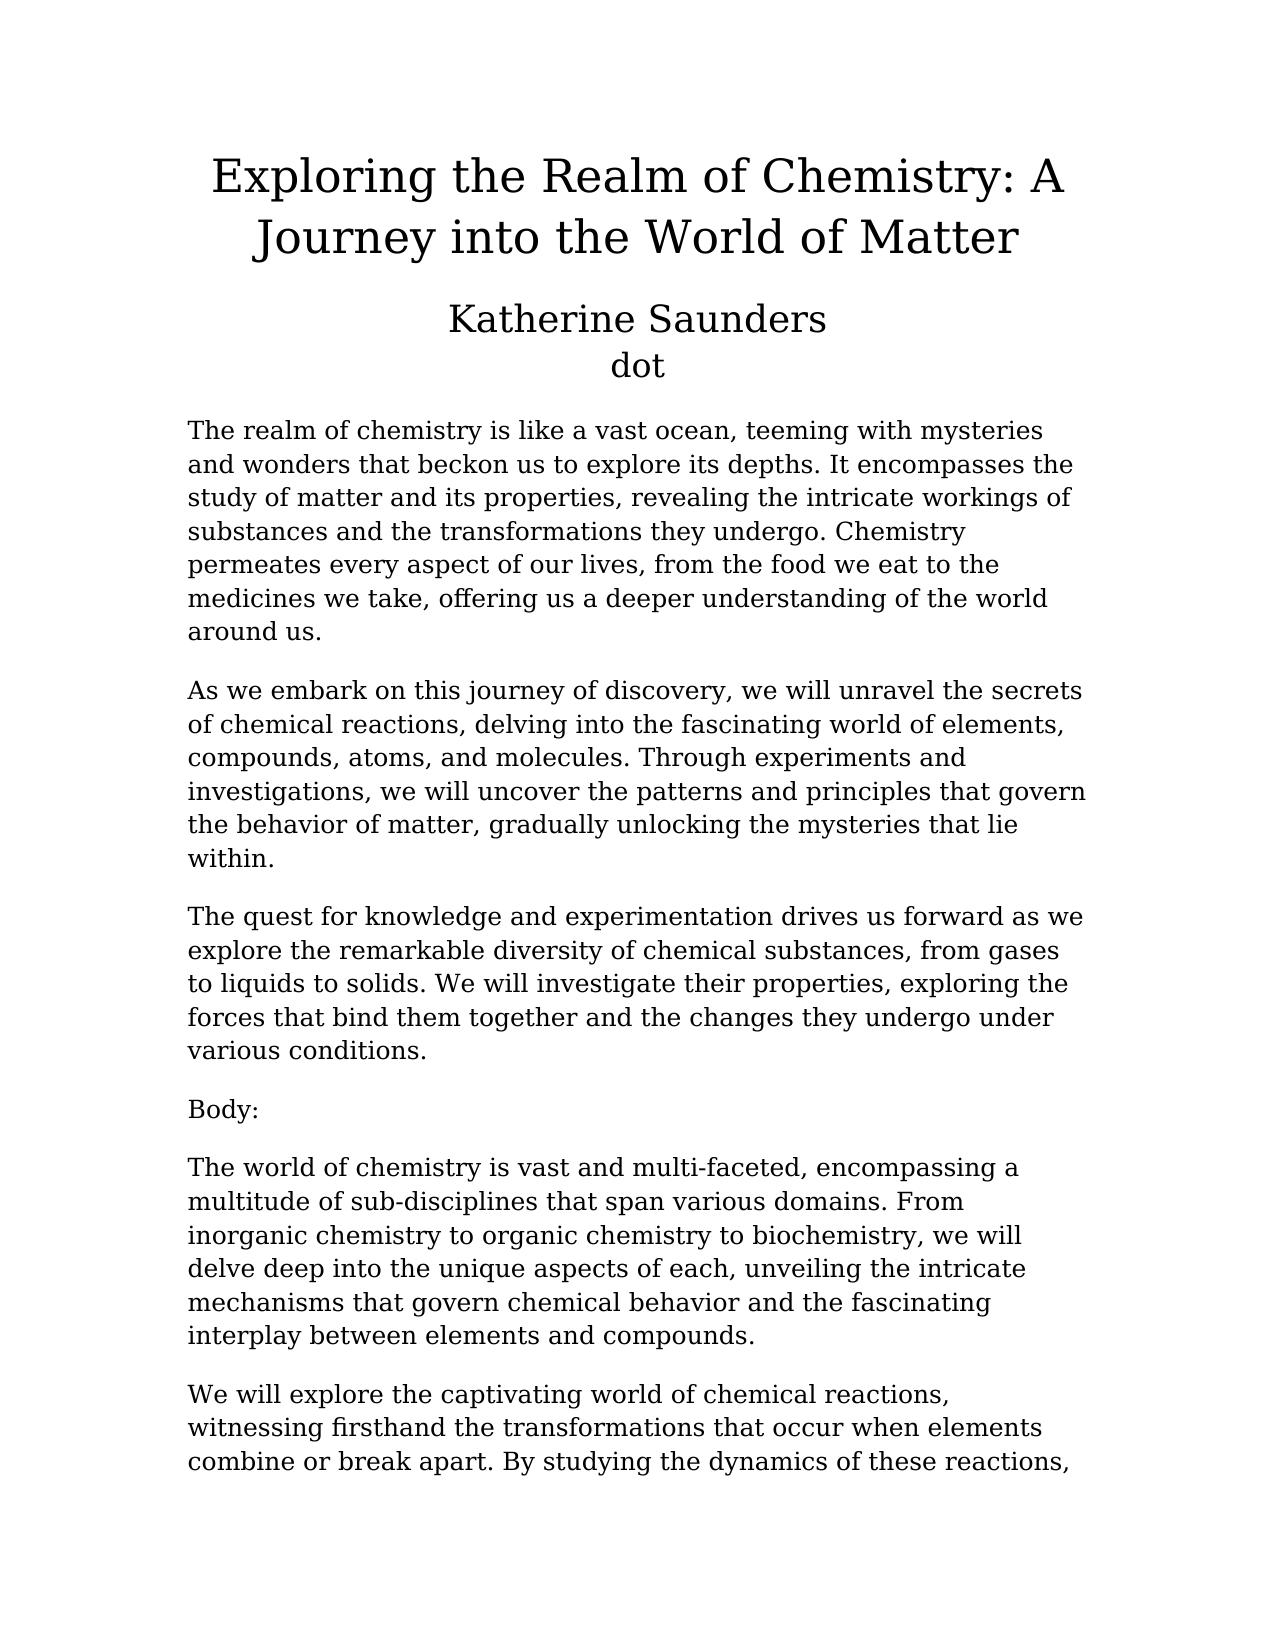 Exploring the Realm of Chemistry: A
Journey into the World of Matter
Katherine Saunders
dot
The realm of chemistry is like a vast ocean, teeming with mysteries
and wonders that beckon us to explore its depths. It encompasses the
study of matter and its properties, revealing the intricate workings of
substances and the transformations they undergo. Chemistry
permeates every aspect of our lives, from the food we eat to the
medicines we take, offering us a deeper understanding of the world
around us.
As we embark on this journey of discovery, we will unravel the secrets
of chemical reactions, delving into the fascinating world of elements,
compounds, atoms, and molecules. Through experiments and
investigations, we will uncover the patterns and principles that govern
the behavior of matter, gradually unlocking the mysteries that lie
within.
The quest for knowledge and experimentation drives us forward as we
explore the remarkable diversity of chemical substances, from gases
to liquids to solids. We will investigate their properties, exploring the
forces that bind them together and the changes they undergo under
various conditions.
Body:
The world of chemistry is vast and multi-faceted, encompassing a
multitude of sub-disciplines that span various domains. From
inorganic chemistry to organic chemistry to biochemistry, we will
delve deep into the unique aspects of each, unveiling the intricate
mechanisms that govern chemical behavior and the fascinating
interplay between elements and compounds.
We will explore the captivating world of chemical reactions,
witnessing firsthand the transformations that occur when elements
combine or break apart. By studying the dynamics of these reactions,